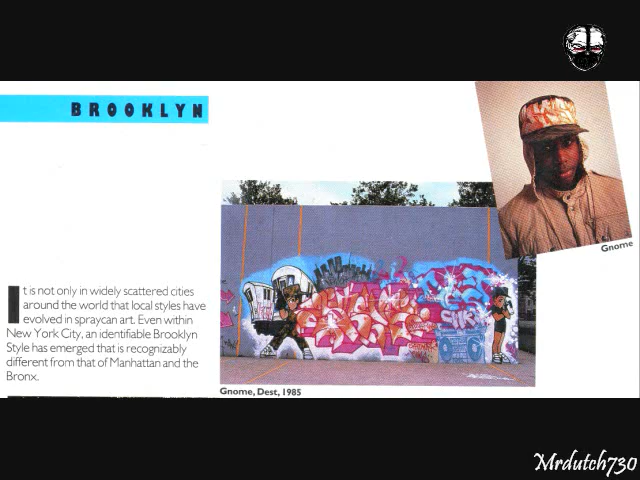 BROOKLYN
It is not only in widely scattered cities
around the world that local styles have
evolved in spraycan art. Even within
New York City, an identifiable Brooklyn
Style has emerged that is recognizably
different from that of Manhattan and the
Bronx.
Gnome
Gnome, Dest, 1985
Mrdutch730